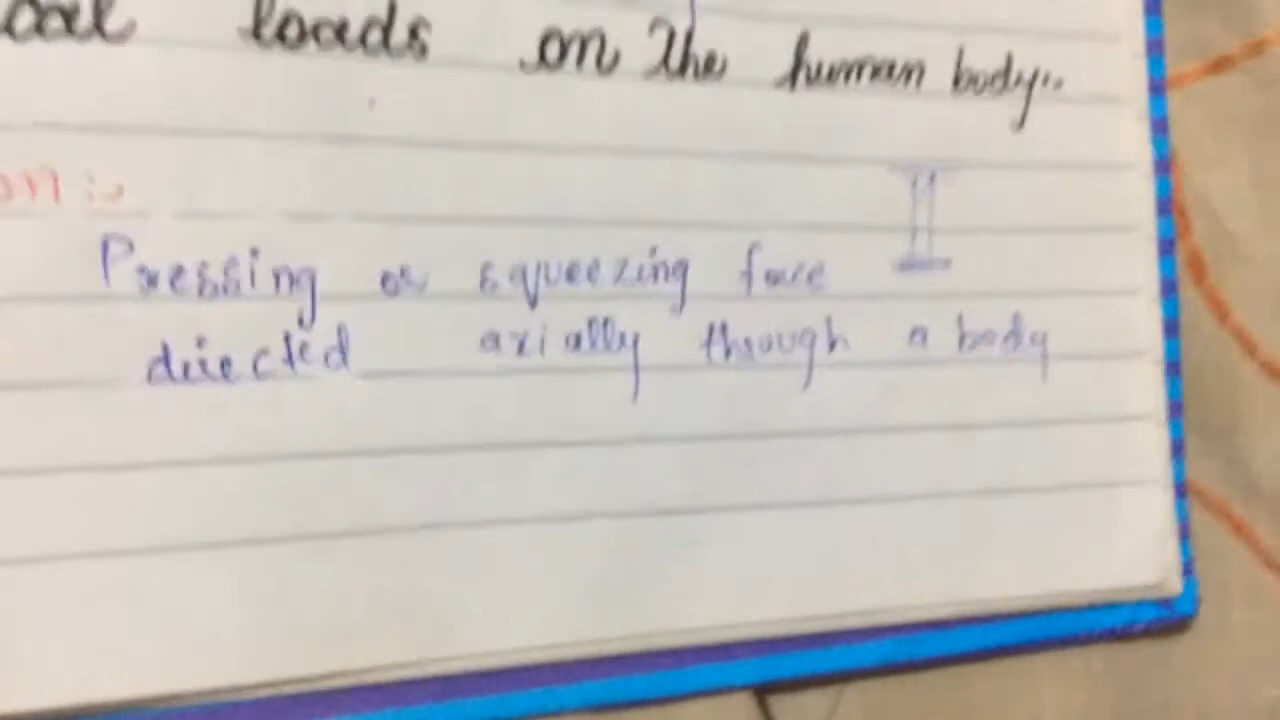 loads on the human body:-
Pressing or squeezing force
directed axially through a body